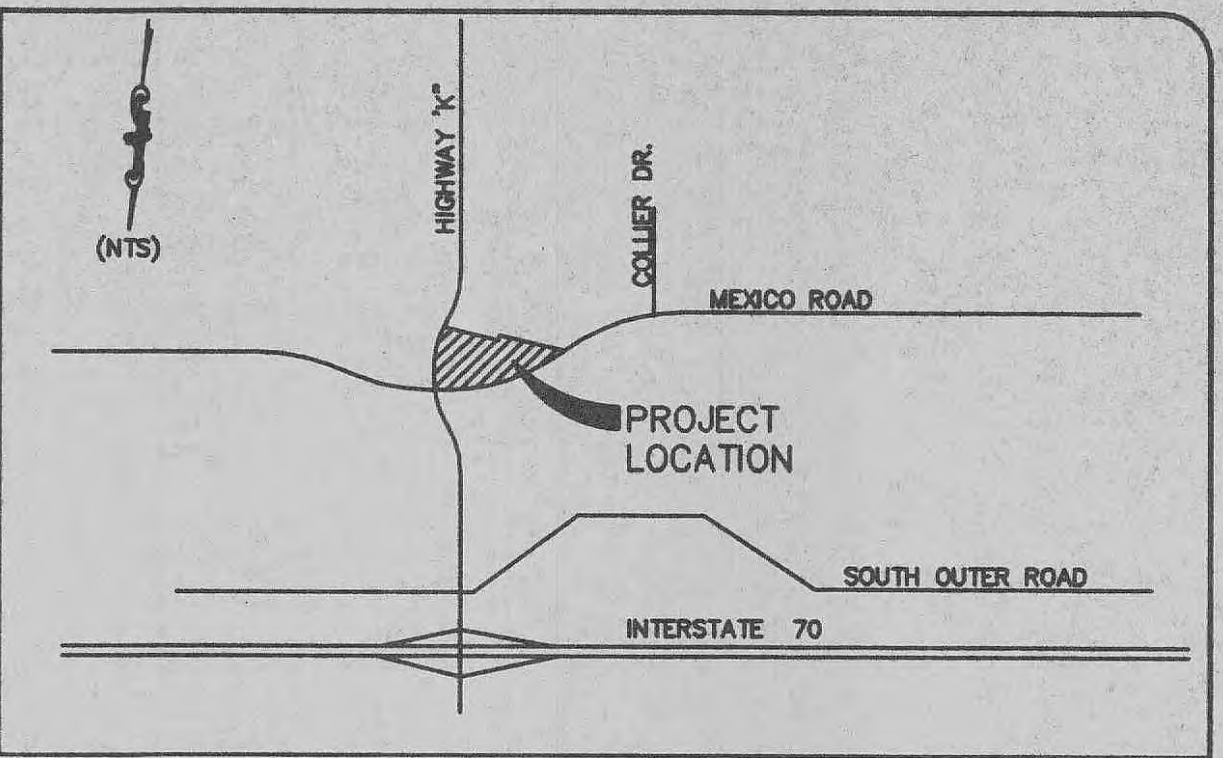 HIGHWAY "K"
COLLIER DR.
(NTS)
MEXICO ROAD
PROJECT
LOCATION
SOUTH OUTER ROAD
INTERSTATE 70